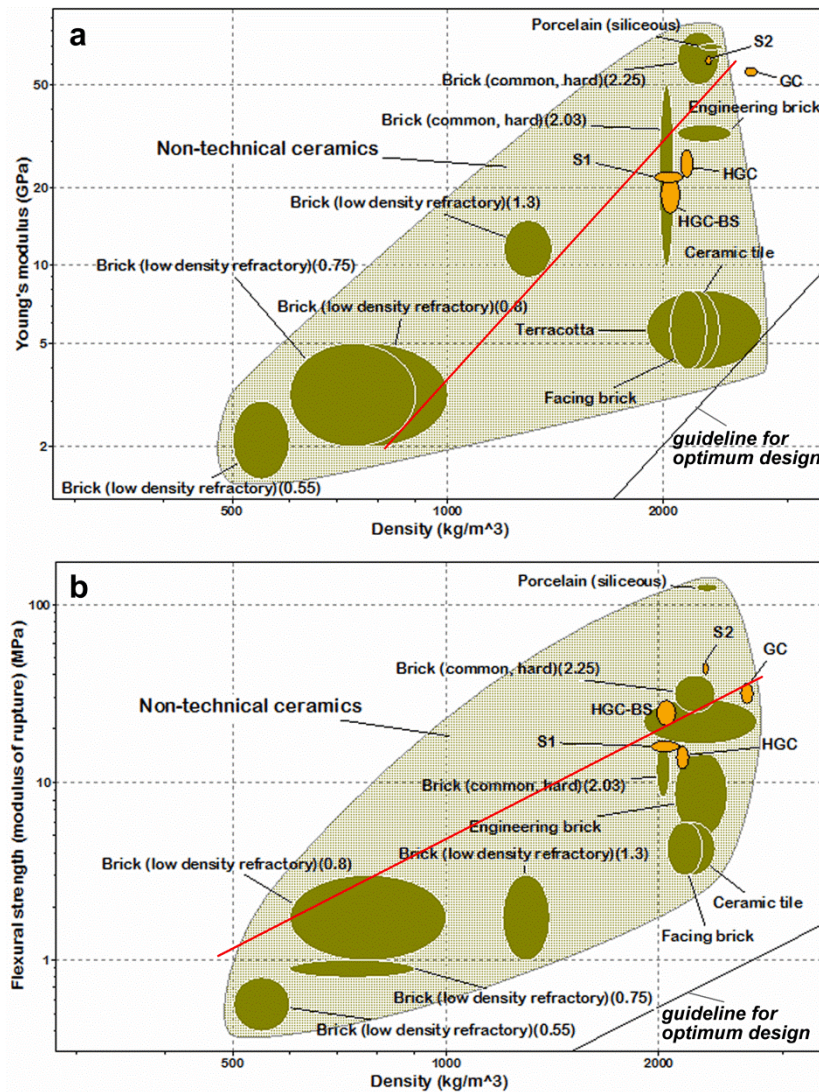 a
Porcelain (siliceous)
S2
Brick (common, hard)(2.25)
GC
50
Engineering brick
Brick (common, hard)(2.03)
Non-technical ceramics
S1
HGC
20
Brick (low density refractory)(1.3)
HGC-BS
Young's modulus (GPa)
Brick (low density refractory)(0.75)
Ceramic tile
10
Brick (low density refractory)(0.8)
Terracotta
5
Facing brick
guideline for
optimum design
2
Brick (low density refractory)(0.55)
500
1000
2000
Density (kg/m^3)
b
Porcelain (siliceous)
100
S2
GC
Brick (common, hard)(2.25)
Non-technical ceramics
HGC-BS
S1
HGC
Brick (common, hard)(2.03)
10
Flexural strength (modulus of rupture) (MPa)
Engineering brick
Brick (low density refractory)(0.8)
Brick (low density refractory)(1.3)
Ceramic tile
Facing brick
1
Brick (low density refractory)(0.75)
guideline for
optimum design
Brick (low density refractory)(0.55)
500
1000
2000
Density (kg/m^3)